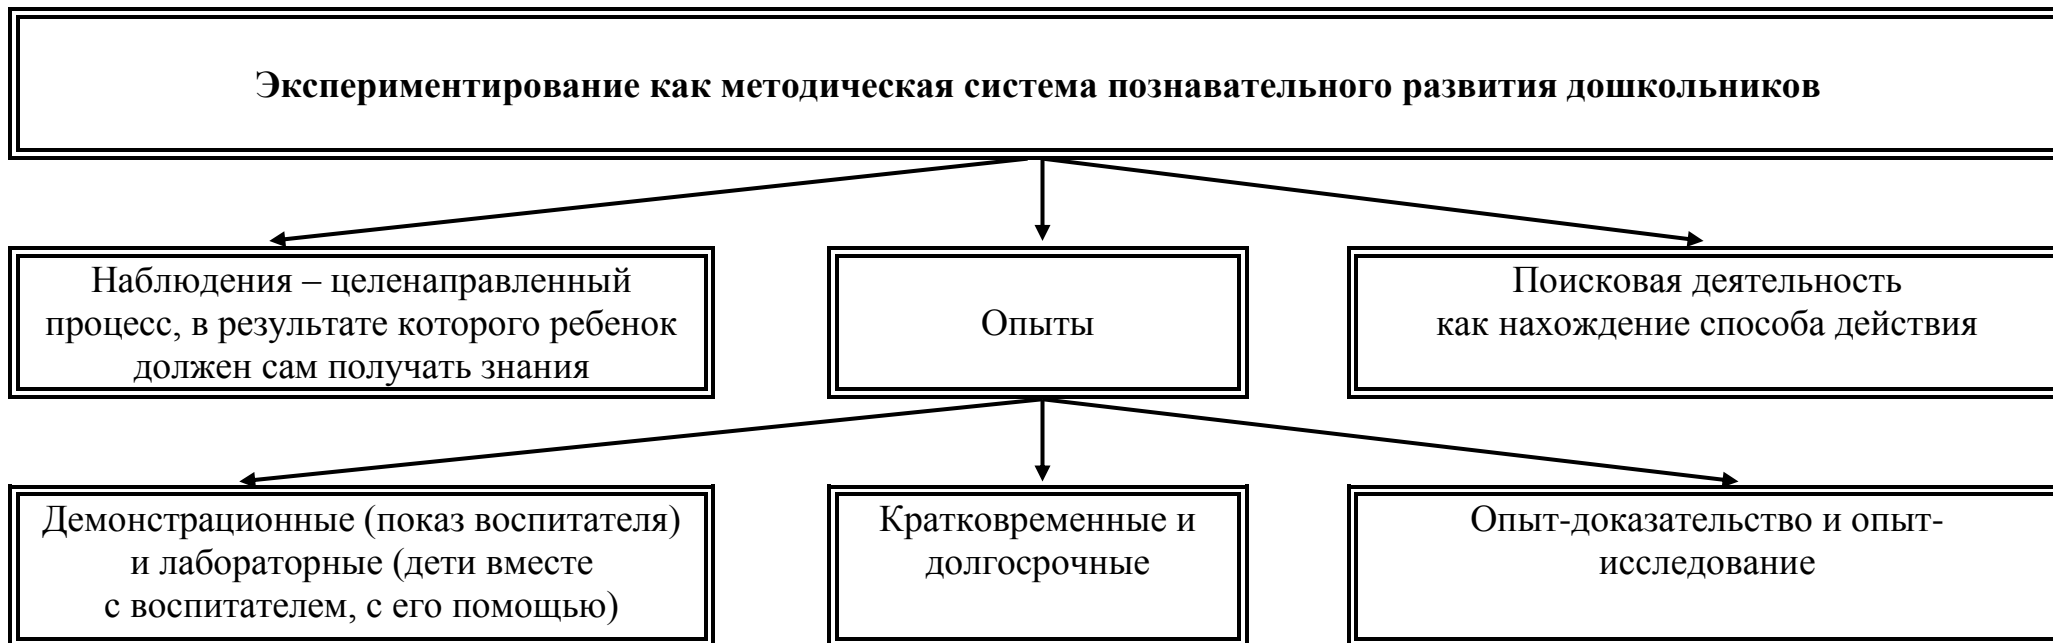 Экспериментирование как методическая система познавательного развития дошкольников
Наблюдения – целенаправленный
процесс, в результате которого ребенок
должен сам получать знания
Опыты
Поисковая деятельность
как нахождение способа действия
Демонстрационные (показ воспитателя)
и лабораторные (дети вместе
с воспитателем, с его помощью)
Кратковременные и
долгосрочные
Опыт-доказательство и опыт-
исследование